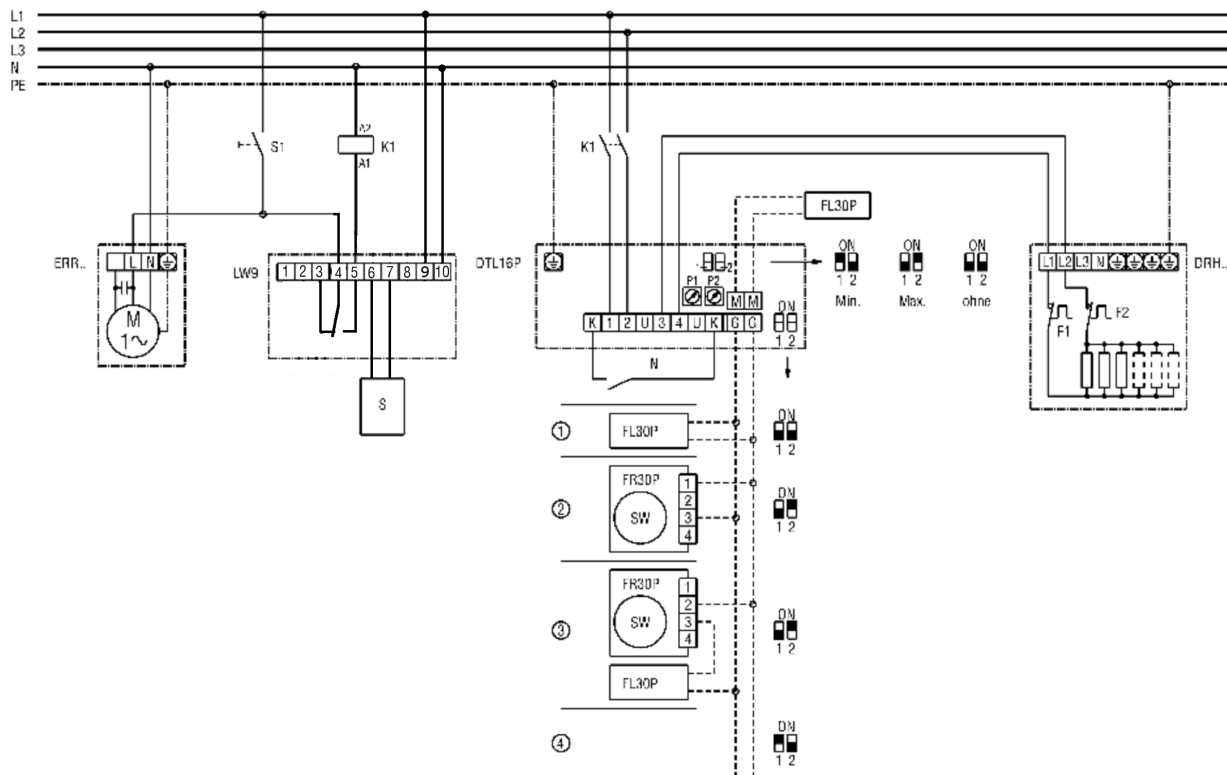 L1
L2
L3
N
PE
S1
A2
K1
A1
K1
FL30P
ERR..
L N
M
1~
LW9
1 2 3 4 5 6 7 8 9 10
S
DTL16P
2
P1 P2
M M
K 1 2 U 3 4 U K G G
N
ON
1 2
ON
1 2
Min.
ON
1 2
Max.
ON
1 2
ohne
L1 L2 L3 N
DRH..
F1
F2
1
FL30P
ON
1 2
2
FR30P
SW
1
2
3
4
ON
1 2
3
FR30P
SW
1
2
3
4
FL30P
ON
1 2
4
ON
1 2